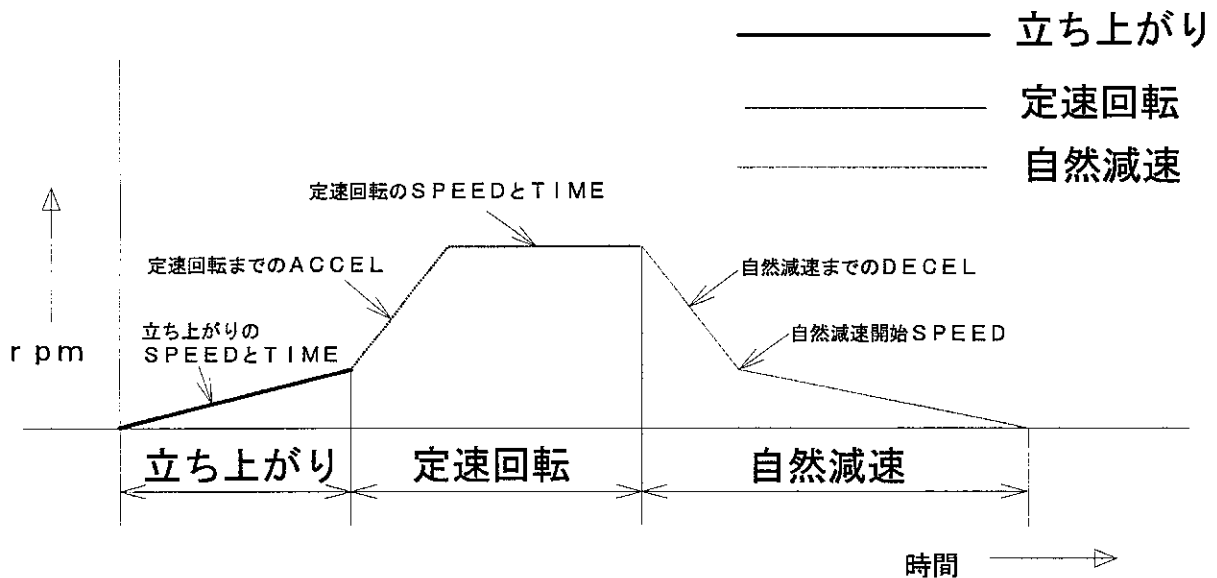 立ち上がり
定速回転
自然減速
定速回転のＳＰＥＥＤとＴＩＭＥ
定速回転までのＡＣＣＥＬ
自然減速までのＤＥＣＥＬ
立ち上がりの
ＳＰＥＥＤとＴＩＭＥ
自然減速開始ＳＰＥＥＤ
ｒｐｍ
立ち上がり
定速回転
自然減速
時間